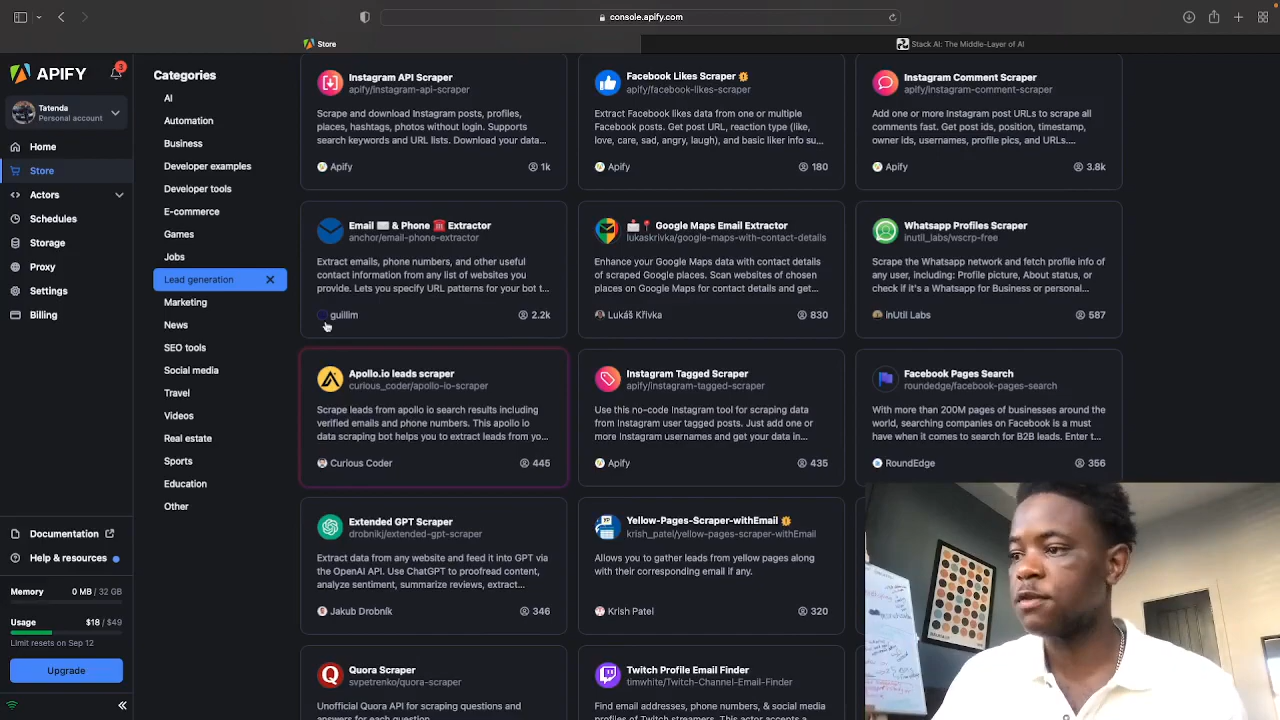 console.apify.com
Store
Stack AI: The Middle-Layer of AI
APIFY
3
Tatenda
Personal account
Home
Store
Actors
Schedules
Storage
Proxy
Settings
Billing
Documentation
Help & resources
Memory 0 MB / 32 GB
Usage $18 / $49
Limit resets on Sep 12
Upgrade
Categories
AI
Automation
Business
Developer examples
Developer tools
E-commerce
Games
Jobs
Lead generation
Marketing
News
SEO tools
Social media
Travel
Videos
Real estate
Sports
Education
Other
Instagram API Scraper
apify/instagram-api-scraper
Scrape and download Instagram posts, profiles,
places, hashtags, photos without login. Supports
search keywords and URL lists. Download your data...
Apify 1k
Facebook Likes Scraper
apify/facebook-likes-scraper
Extract Facebook likes data from one or multiple
Facebook posts. Get post URL, reaction type (like,
love, care, sad, angry, laugh), and basic liker info su...
Apify 180
Instagram Comment Scraper
apify/instagram-comment-scraper
Add one or more Instagram post URLs to scrape all
comments fast. Get post ids, position, timestamp,
owner ids, usernames, profile pics, and URLs....
Apify 3.8k
Email ✉️ & Phone ☎️ Extractor
anchor/email-phone-extractor
Extract emails, phone numbers, and other useful
contact information from any list of websites you
provide. Lets you specify URL patterns for your bot t...
guillim 2.2k
📩📍 Google Maps Email Extractor
lukaskrivka/google-maps-with-contact-details
Enhance your Google Maps data with contact details
of scraped Google places. Scan websites of chosen
places on Google Maps for contact details and get...
Lukáš Křivka 830
Whatsapp Profiles Scraper
inutil_labs/wscrp-free
Scrape the Whatsapp network and fetch profile info of
any user, including: Profile picture, About status, or
check if it's a Whatsapp for Business or personal...
inUtil Labs 587
Apollo.io leads scraper
curious_coder/apollo-io-scraper
Scrape leads from apollo io search results including
verified emails and phone numbers. This apollo io
data scraping bot helps you to extract leads from yo...
Curious Coder 445
Instagram Tagged Scraper
apify/instagram-tagged-scraper
Use this no-code Instagram tool for scraping data
from Instagram user tagged posts. Just add one or
more Instagram usernames and get your data in...
Apify 435
Facebook Pages Search
roundedge/facebook-pages-search
With more than 200M pages of businesses around the
world, searching companies on Facebook is a must
have when it comes to search for B2B leads. Enter t...
RoundEdge 356
Extended GPT Scraper
drobnikj/extended-gpt-scraper
Extract data from any website and feed it into GPT via
the OpenAI API. Use ChatGPT to proofread content,
analyze sentiment, summarize reviews, extract...
Jakub Drobník 346
Yellow-Pages-Scraper-withEmail
krish_patel/yellow-pages-scraper-withEmail
Allows you to gather leads from yellow pages along
with their corresponding email if any.
Krish Patel 320
Quora Scraper
svpetrenko/quora-scraper
Unofficial Quora API for scraping questions and
Twitch Profile Email Finder
timwhite/Twitch-Channel-Email-Finder
Find email addresses, phone numbers, & social media
profiles of Twitch streamers. This actor accepts a